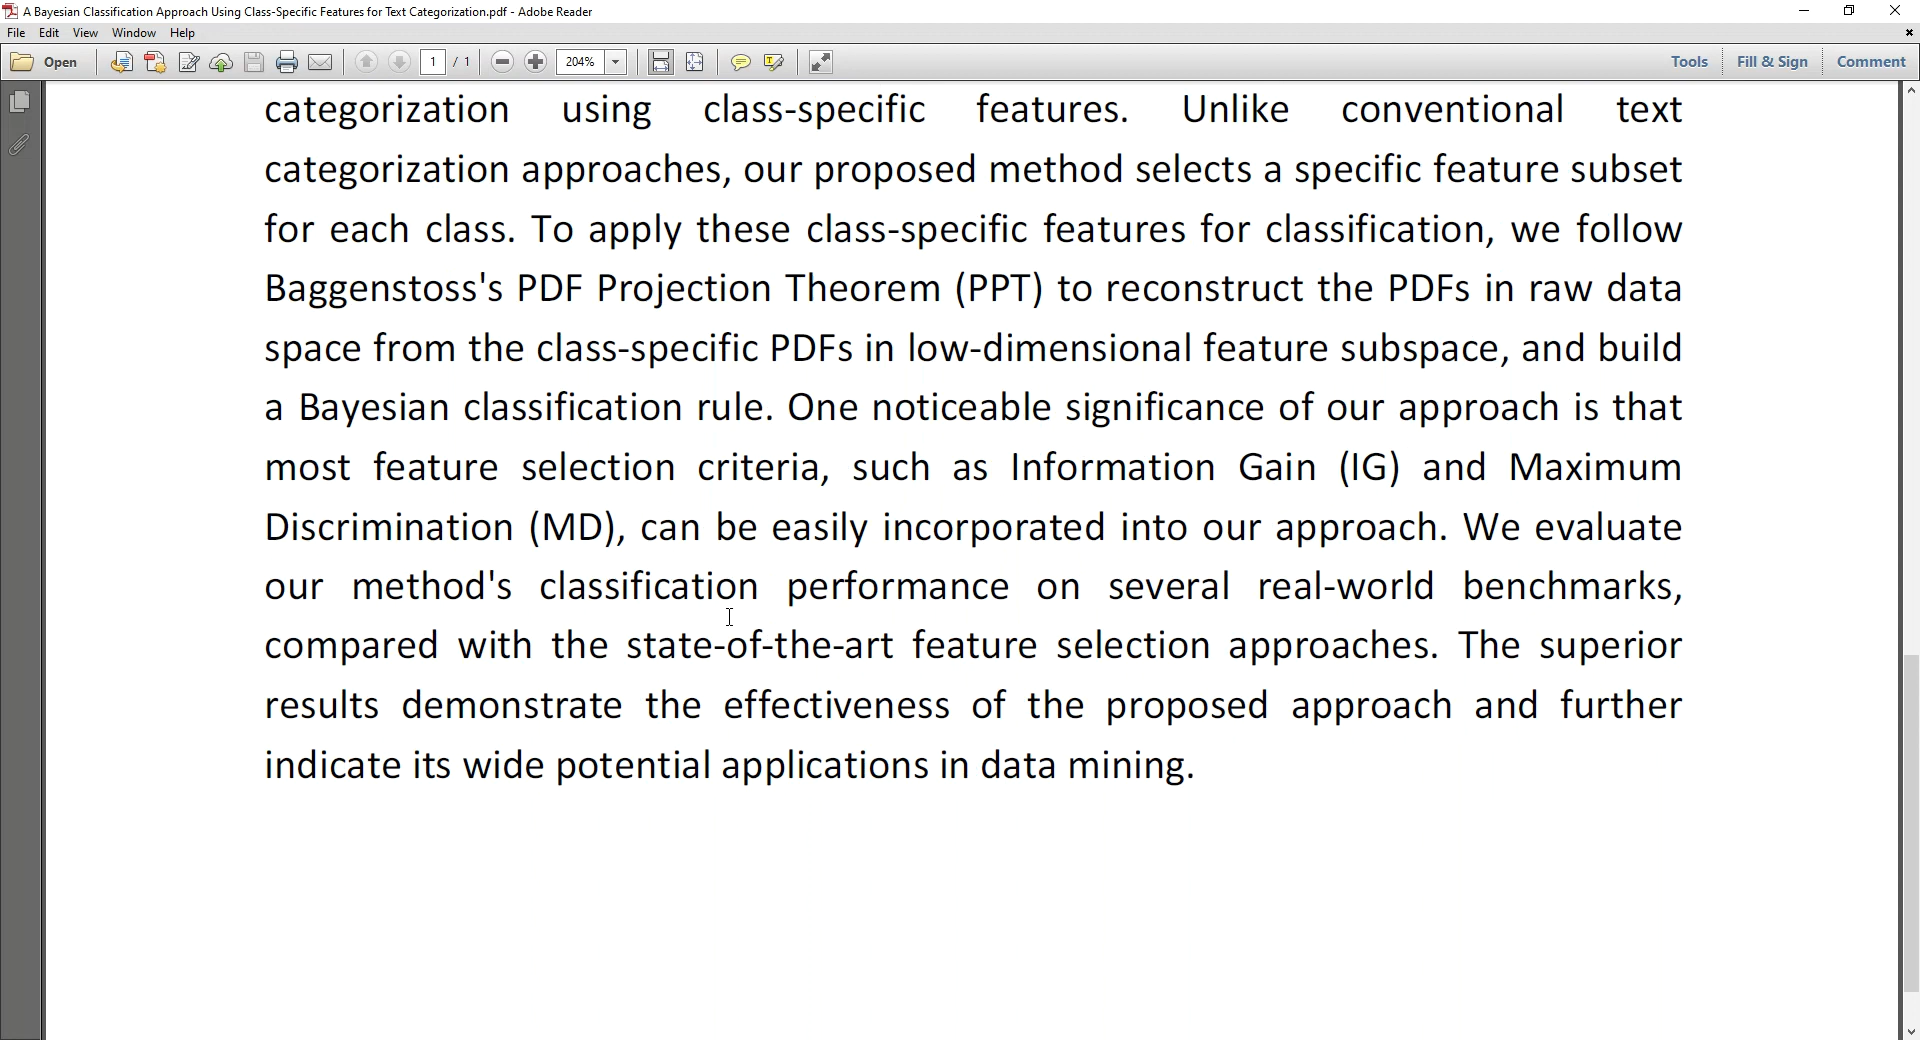 A Bayesian Classification Approach Using Class-Specific Features for Text Categorization.pdf - Adobe Reader
File Edit View Window Help
Open 1 / 1 204% Tools Fill & Sign Comment
categorization using class-specific features. Unlike conventional text
categorization approaches, our proposed method selects a specific feature subset
for each class. To apply these class-specific features for classification, we follow
Baggenstoss's PDF Projection Theorem (PPT) to reconstruct the PDFs in raw data
space from the class-specific PDFs in low-dimensional feature subspace, and build
a Bayesian classification rule. One noticeable significance of our approach is that
most feature selection criteria, such as Information Gain (IG) and Maximum
Discrimination (MD), can be easily incorporated into our approach. We evaluate
our method's classification performance on several real-world benchmarks,
compared with the state-of-the-art feature selection approaches. The superior
results demonstrate the effectiveness of the proposed approach and further
indicate its wide potential applications in data mining.